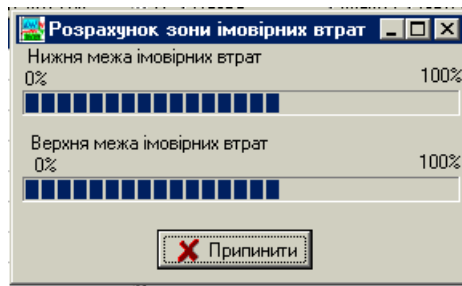 Розрахунок зони імовірних втрат
Нижня межа імовірних втрат
0% 100%
Верхня межа імовірних втрат
0% 100%
Припинити